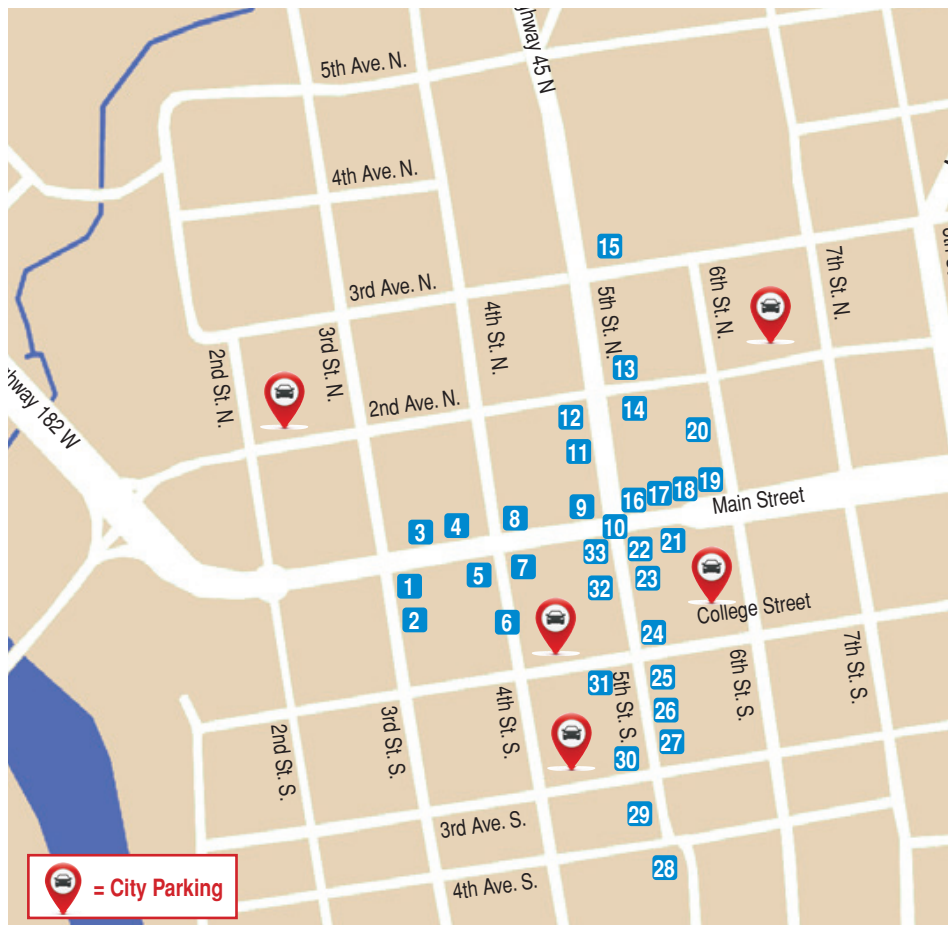 ghway 45 N
5th Ave. N.
4th Ave. N.
15
3rd Ave. N.
5th St. N.
6th St. N.
7th St. N.
4th St. N.
3rd St. N.
2nd St. N.
13
hway 182 W
2nd Ave. N.
12
14
20
11
19
18
17
16
Main Street
9
8
10
4
3
21
22
33
7
5
23
1
32
College Street
2
6
24
25
31
5th St. S.
6th St. S.
7th St. S.
4th St. S.
3rd St. S.
2nd St. S.
26
27
30
29
3rd Ave. S.
28
4th Ave. S.
= City Parking